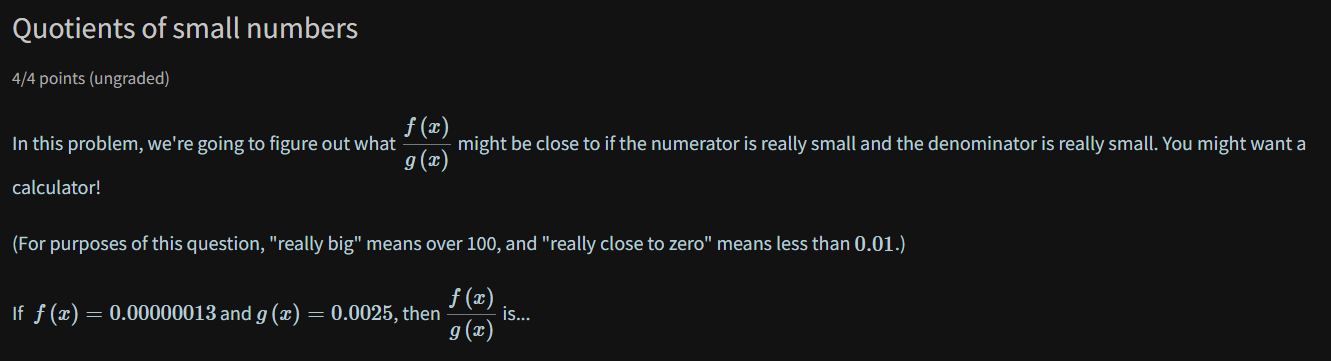 Quotients of small numbers
4/4 points (ungraded)
In this problem, we're going to figure out what f(x)/g(x) might be close to if the numerator is really small and the denominator is really small. You might want a
calculator!
(For purposes of this question, "really big" means over 100, and "really close to zero" means less than 0.01.)
If f(x) = 0.00000013 and g(x) = 0.0025, then f(x)/g(x) is...